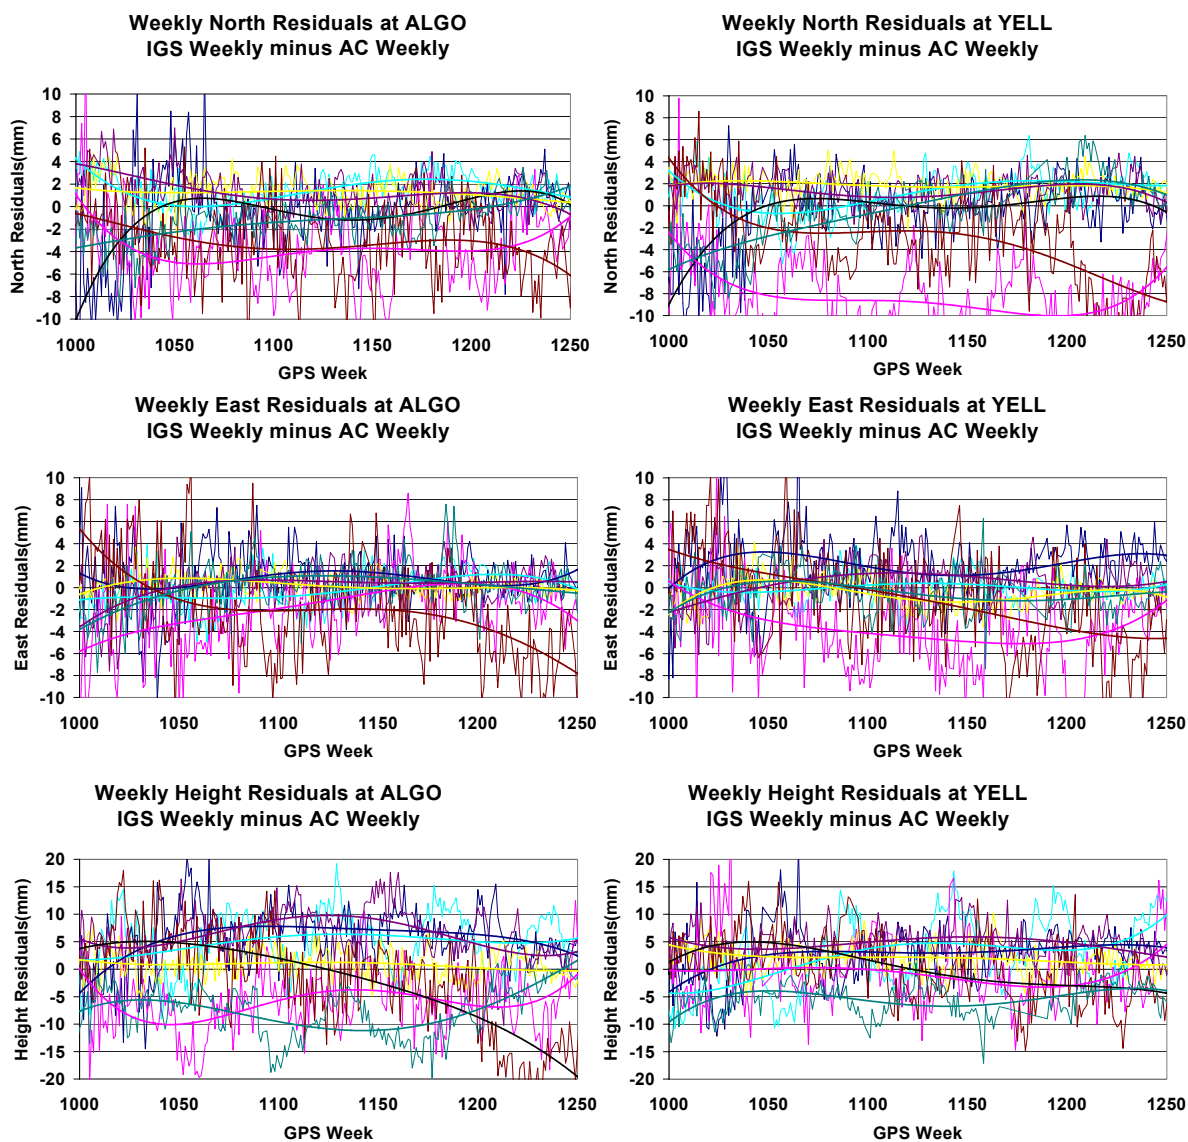 Weekly North Residuals at ALGO
IGS Weekly minus AC Weekly
North Residuals(mm)
10
8
6
4
2
0
-2
-4
-6
-8
-10
1000 1050 1100 1150 1200 1250
GPS Week
Weekly North Residuals at YELL
IGS Weekly minus AC Weekly
North Residuals(mm)
10
8
6
4
2
0
-2
-4
-6
-8
-10
1000 1050 1100 1150 1200 1250
GPS Week
Weekly East Residuals at ALGO
IGS Weekly minus AC Weekly
East Residuals(mm)
10
8
6
4
2
0
-2
-4
-6
-8
-10
1000 1050 1100 1150 1200 1250
GPS Week
Weekly East Residuals at YELL
IGS Weekly minus AC Weekly
East Residuals(mm)
10
8
6
4
2
0
-2
-4
-6
-8
-10
1000 1050 1100 1150 1200 1250
GPS Week
Weekly Height Residuals at ALGO
IGS Weekly minus AC Weekly
Height Residuals(mm)
20
15
10
5
0
-5
-10
-15
-20
1000 1050 1100 1150 1200 1250
GPS Week
Weekly Height Residuals at YELL
IGS Weekly minus AC Weekly
Height Residuals(mm)
20
15
10
5
0
-5
-10
-15
-20
1000 1050 1100 1150 1200 1250
GPS Week